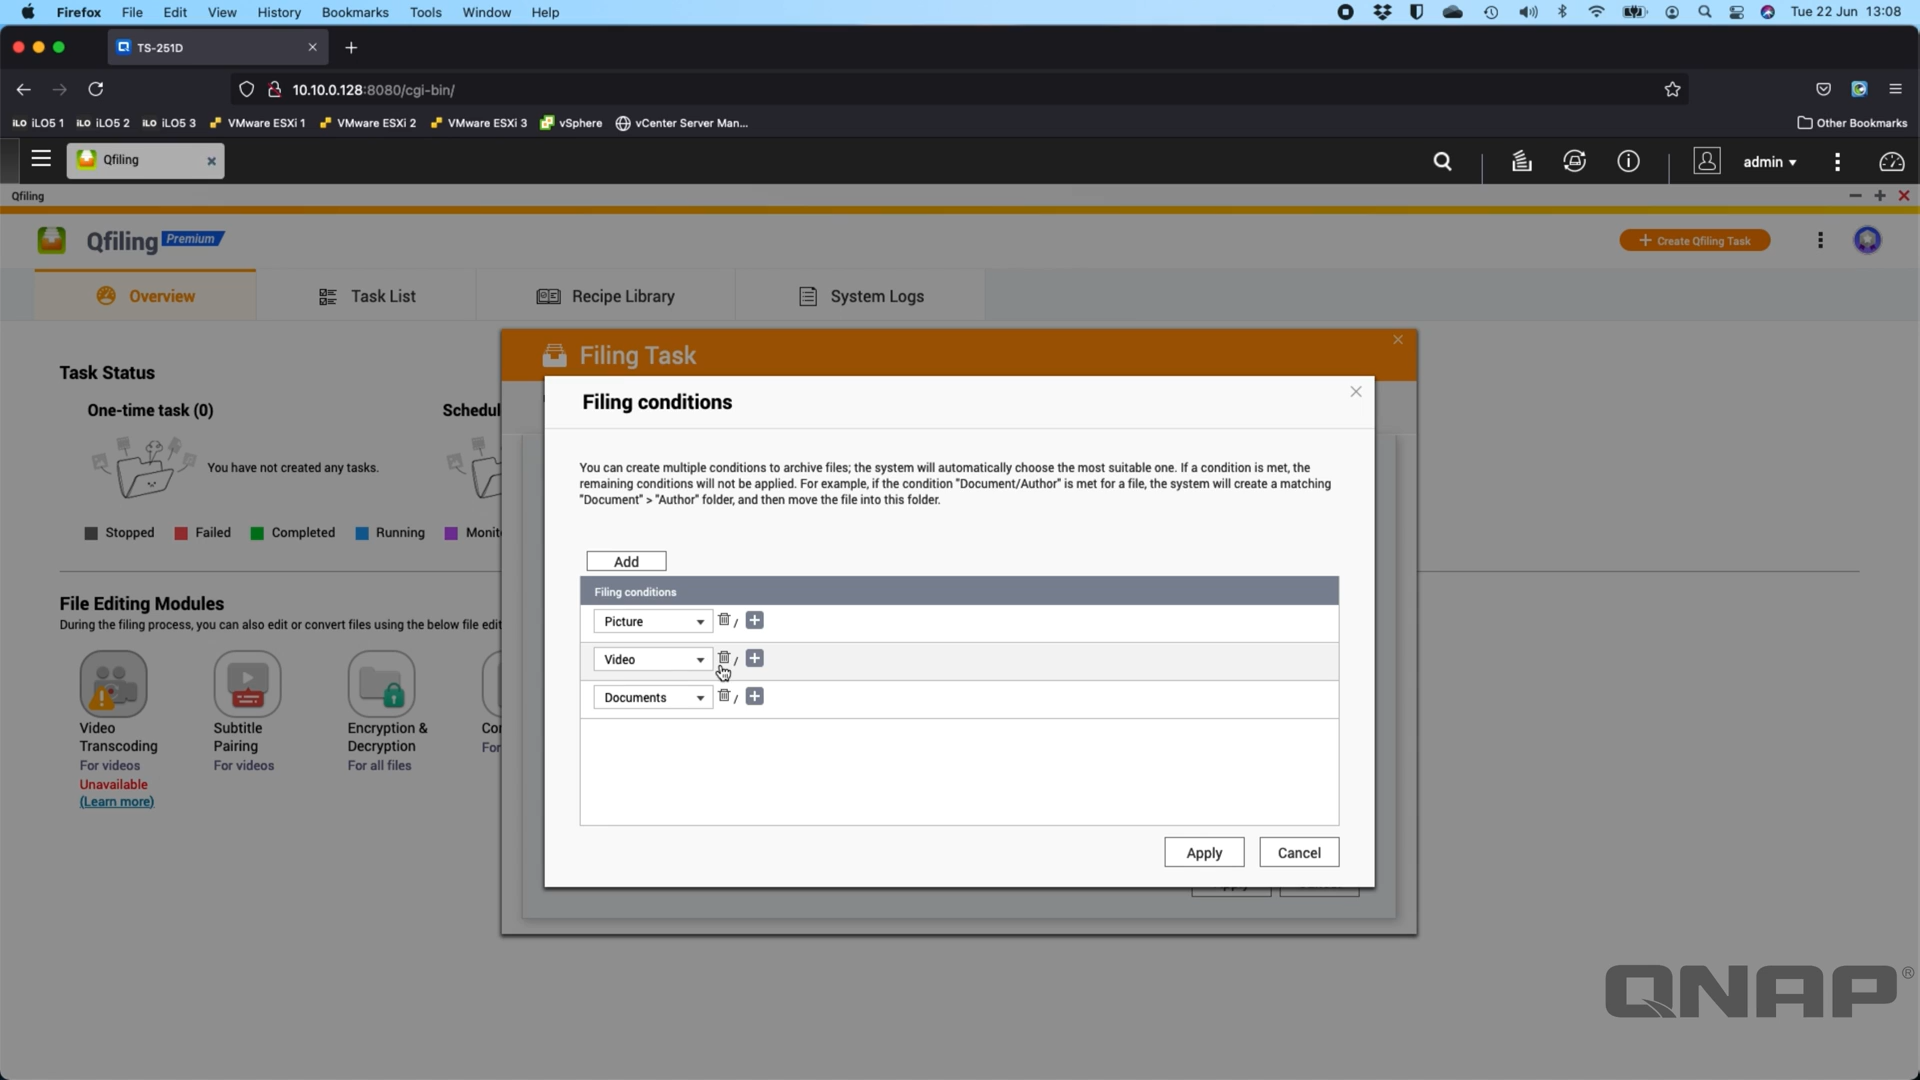 Firefox File Edit View History Bookmarks Tools Window Help Tue 22 Jun 13:08
TS-251D
10.10.0.128:8080/cgi-bin/
iLO iLO5 1 iLO iLO5 2 iLO iLO5 3 VMware ESXi 1 VMware ESXi 2 VMware ESXi 3 vSphere vCenter Server Man... Other Bookmarks
Qfiling admin
Qfiling
Qfiling Premium + Create Qfiling Task
Overview Task List Recipe Library System Logs
Filing Task
Task Status
Filing conditions
One-time task (0) Schedul
You have not created any tasks.
You can create multiple conditions to archive files; the system will automatically choose the most suitable one. If a condition is met, the
remaining conditions will not be applied. For example, if the condition "Document/Author" is met for a file, the system will create a matching
"Document" > "Author" folder, and then move the file into this folder.
Stopped Failed Completed Running Monit
Add
Filing conditions
File Editing Modules
During the filing process, you can also edit or convert files using the below file edit
Picture /
Video /
Documents /
Video
Transcoding
For videos
Unavailable
(Learn more)
Subtitle
Pairing
For videos
Encryption &
Decryption
For all files
Con
For
Apply Cancel
QNAP®